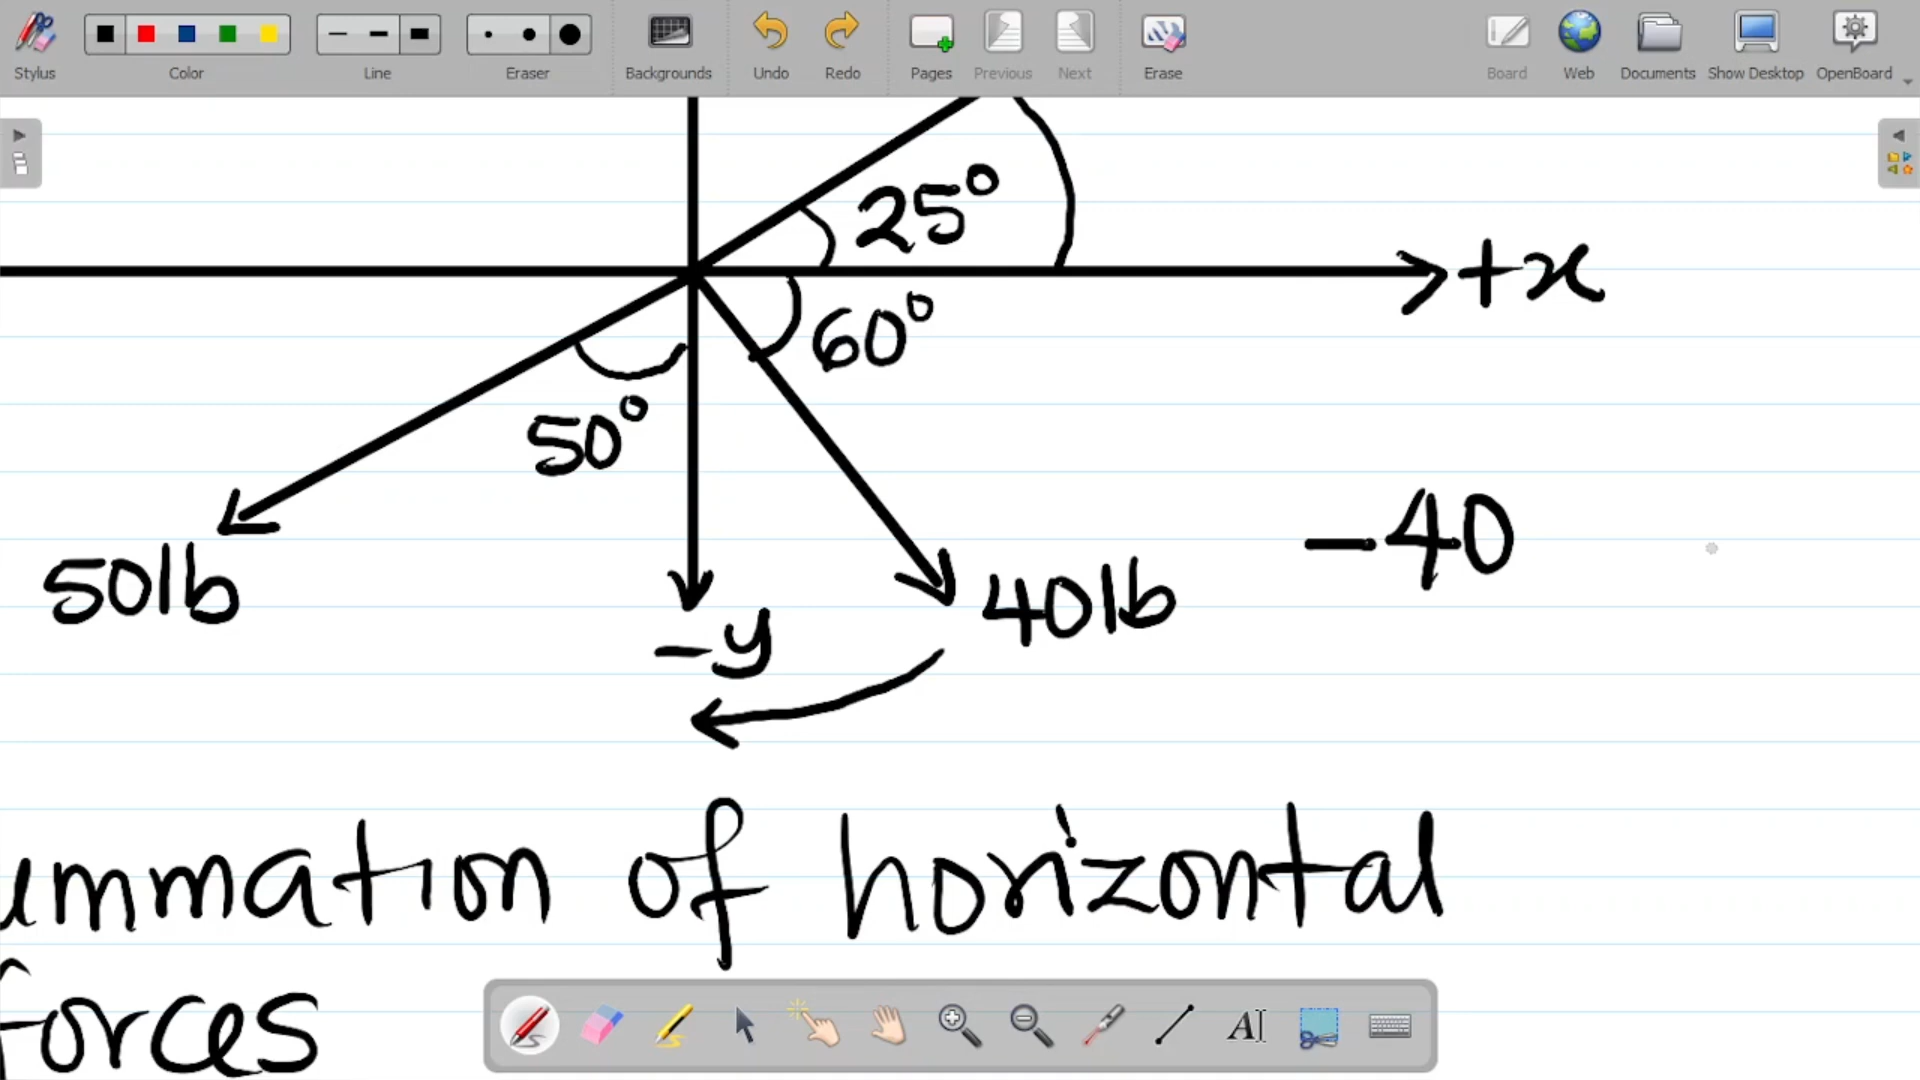 Stylus Color Line Eraser Backgrounds Undo Redo Pages Previous Next Erase Board Web Documents Show Desktop OpenBoard
25°
+x
60°
50°
-40
50lb
40lb
-y
ummation of horizontal
forces
AI